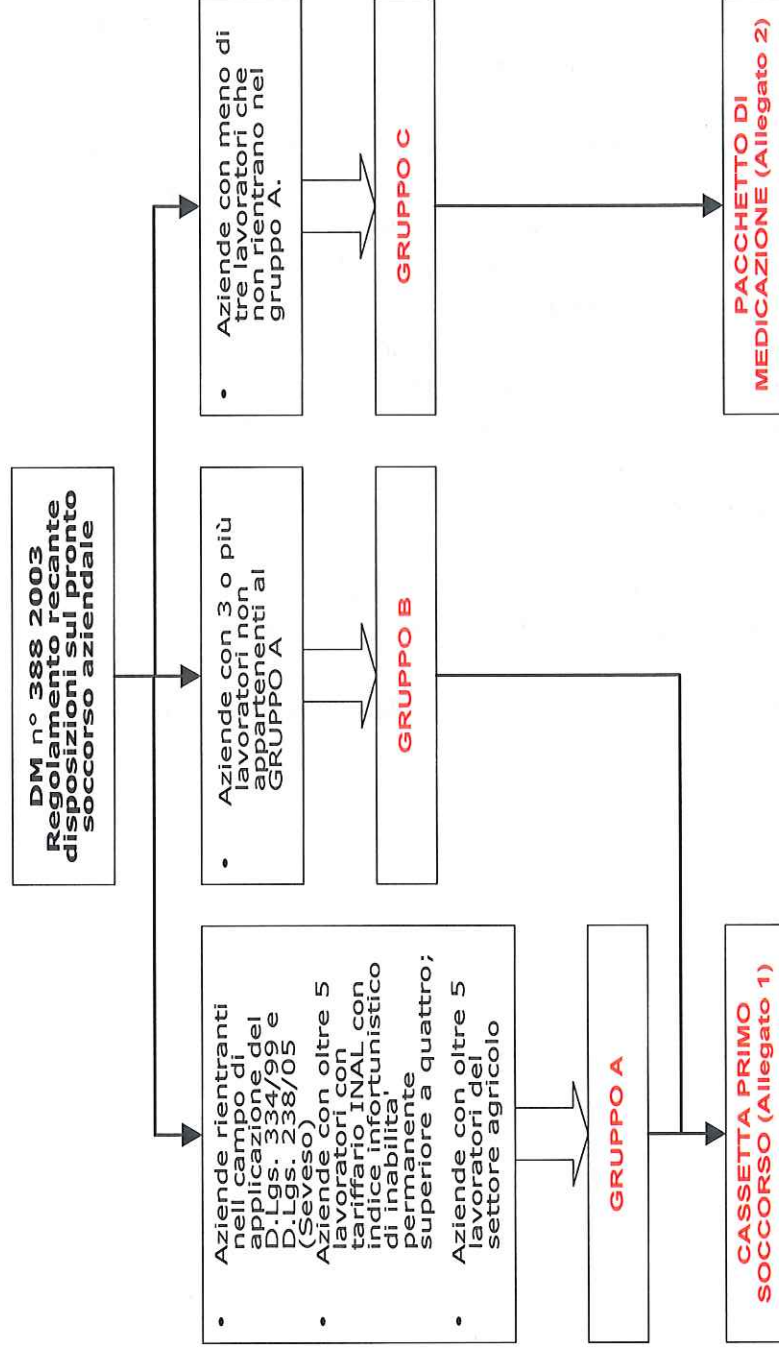 DM n° 388 2003
Regolamento recante
disposizioni sul pronto
soccorso aziendale
• Aziende rientranti
nell campo di
applicazione del
D.Lgs. 334/99 e
D.Lgs. 238/05
(Seveso)
• Aziende con oltre 5
lavoratori con
tariffario INAL con
indice infortunistico
di inabilita'
permanente
superiore a quattro;
• Aziende con oltre 5
lavoratori del
settore agricolo
GRUPPO A
• Aziende con 3 o più
lavoratori non
appartenenti al
GRUPPO A
GRUPPO B
CASSETTA PRIMO
SOCCORSO (Allegato 1)
• Aziende con meno di
tre lavoratori che
non rientrano nel
gruppo A.
GRUPPO C
PACCHETTO DI
MEDICAZIONE (Allegato 2)